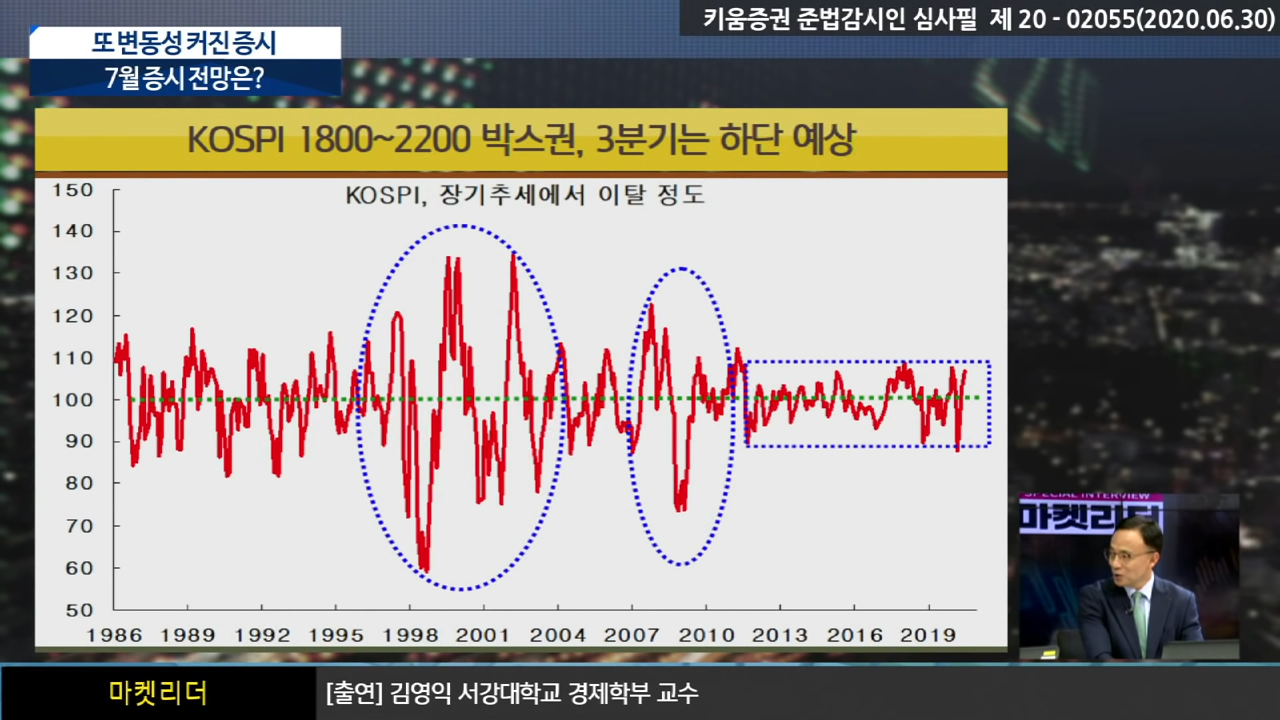 키움증권 준법감시인 심사필 제 20 - 02055(2020.06.30)
또 변동성 커진 증시
7월 증시 전망은?
KOSPI 1800~2200 박스권, 3분기는 하단 예상
KOSPI, 장기추세에서 이탈 정도
150
140
130
120
110
100
90
80
70
60
50
1986 1989 1992 1995 1998 2001 2004 2007 2010 2013 2016 2019
SPECIAL INTERVIEW
마켓리더
마켓리더
[출연] 김영익 서강대학교 경제학부 교수